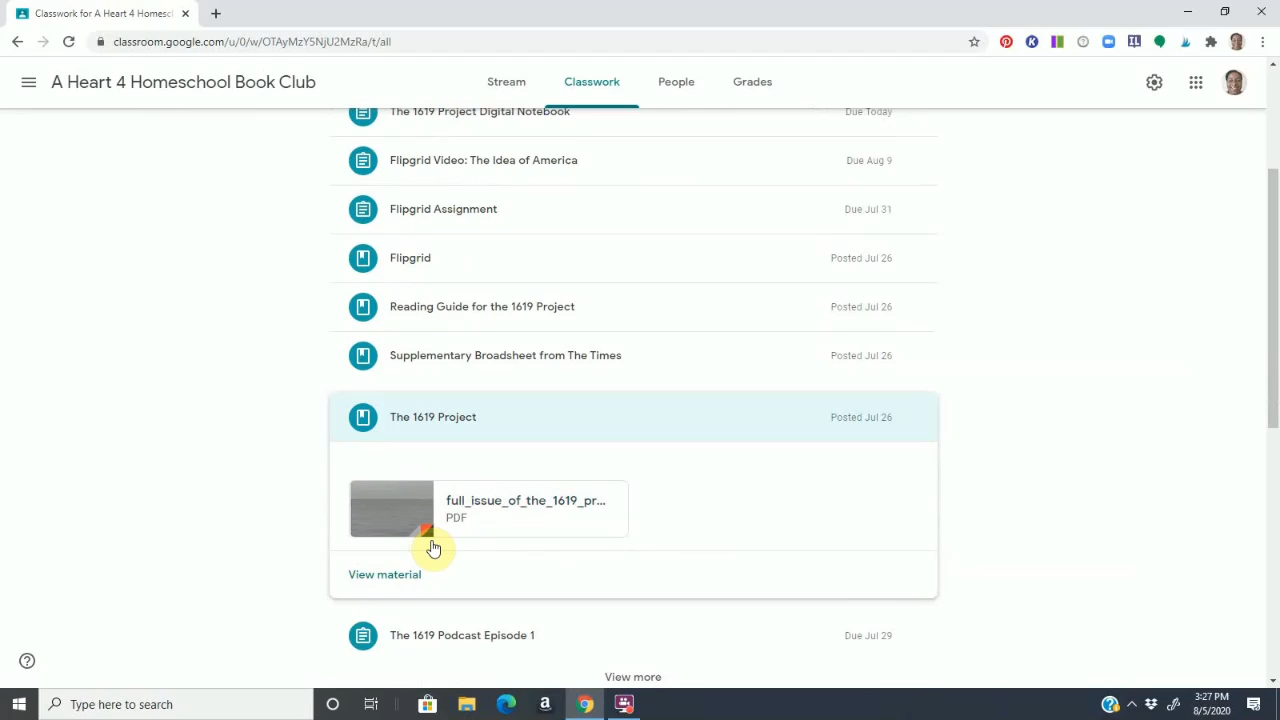 Classwork for A Heart 4 Homesc
classroom.google.com/u/0/w/OTAyMzY5NjU2MzRa/t/all
A Heart 4 Homeschool Book Club
Stream
Classwork
People
Grades
The 1619 Project Digital Notebook
Due Today
Flipgrid Video: The Idea of America
Due Aug 9
Flipgrid Assignment
Due Jul 31
Flipgrid
Posted Jul 26
Reading Guide for the 1619 Project
Posted Jul 26
Supplementary Broadsheet from The Times
Posted Jul 26
The 1619 Project
Posted Jul 26
full_issue_of_the_1619_pr...
PDF
View material
The 1619 Podcast Episode 1
Due Jul 29
View more
Type here to search
3:27 PM
8/5/2020